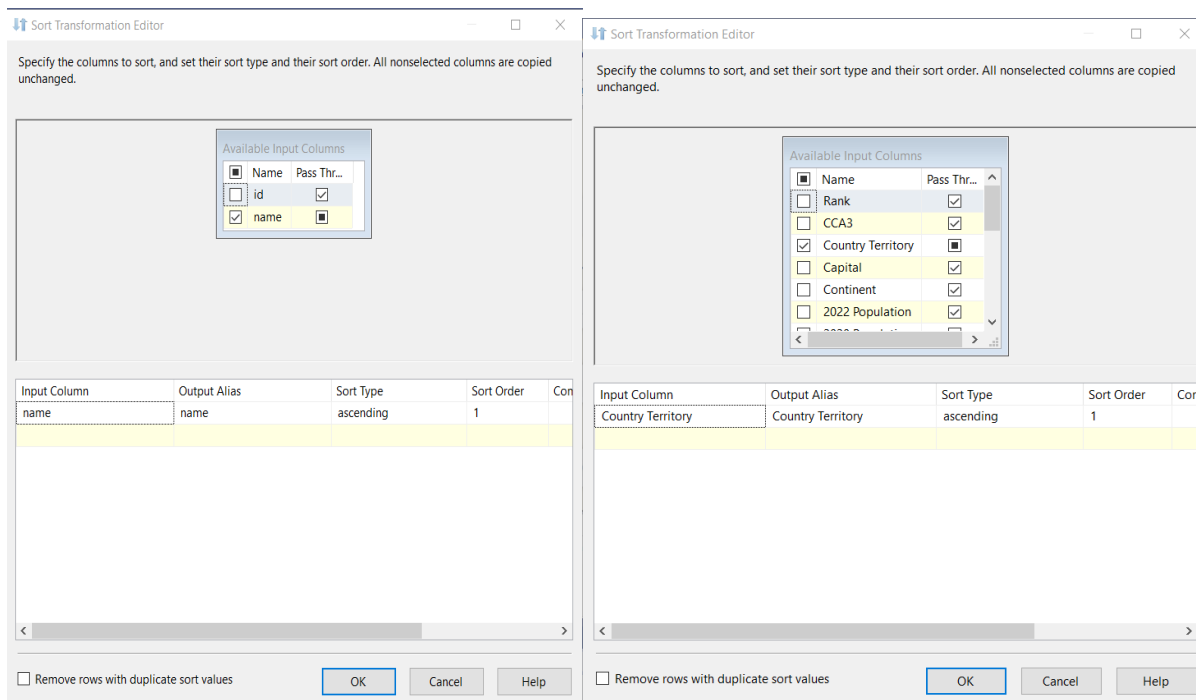 Sort Transformation Editor
Specify the columns to sort, and set their sort type and their sort order. All nonselected columns are copied
unchanged.
Available Input Columns
Name Pass Thr...
id
name
Input Column Output Alias Sort Type Sort Order Con
name name ascending 1
Remove rows with duplicate sort values
OK Cancel Help
Sort Transformation Editor
Specify the columns to sort, and set their sort type and their sort order. All nonselected columns are copied
unchanged.
Available Input Columns
Name Pass Thr...
Rank
CCA3
Country Territory
Capital
Continent
2022 Population
Input Column Output Alias Sort Type Sort Order Cor
Country Territory Country Territory ascending 1
Remove rows with duplicate sort values
OK Cancel Help